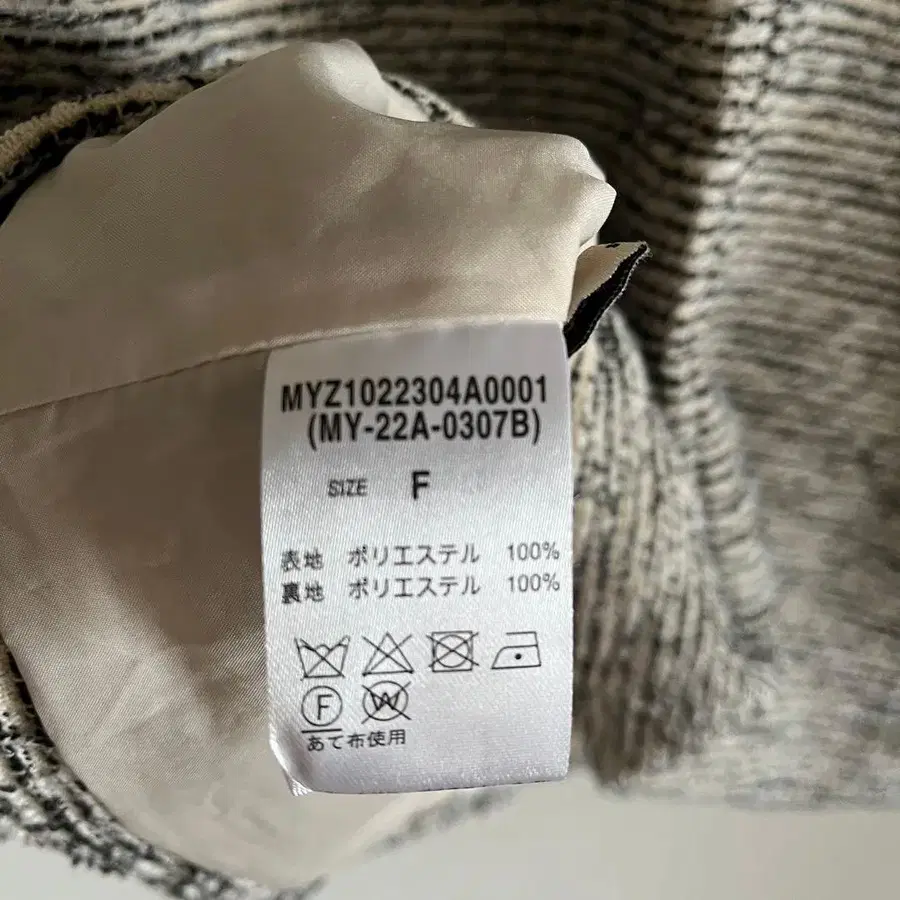 MYZ1022304A0001
(MY-22A-0307B)
SIZE F
表地 ポリエステル 100%
裏地 ポリエステル 100%
F W
あて布使用